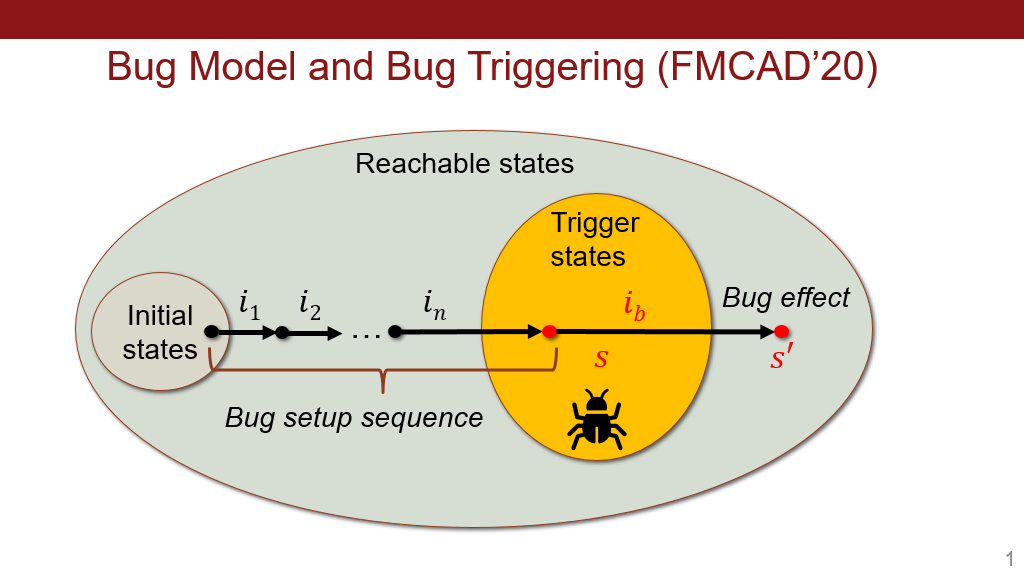 Bug Model and Bug Triggering (FMCAD’20)
Reachable states
Trigger
states
Initial
states
i₁ i₂ … iₙ
i_b
Bug effect
s
s′
Bug setup sequence
1